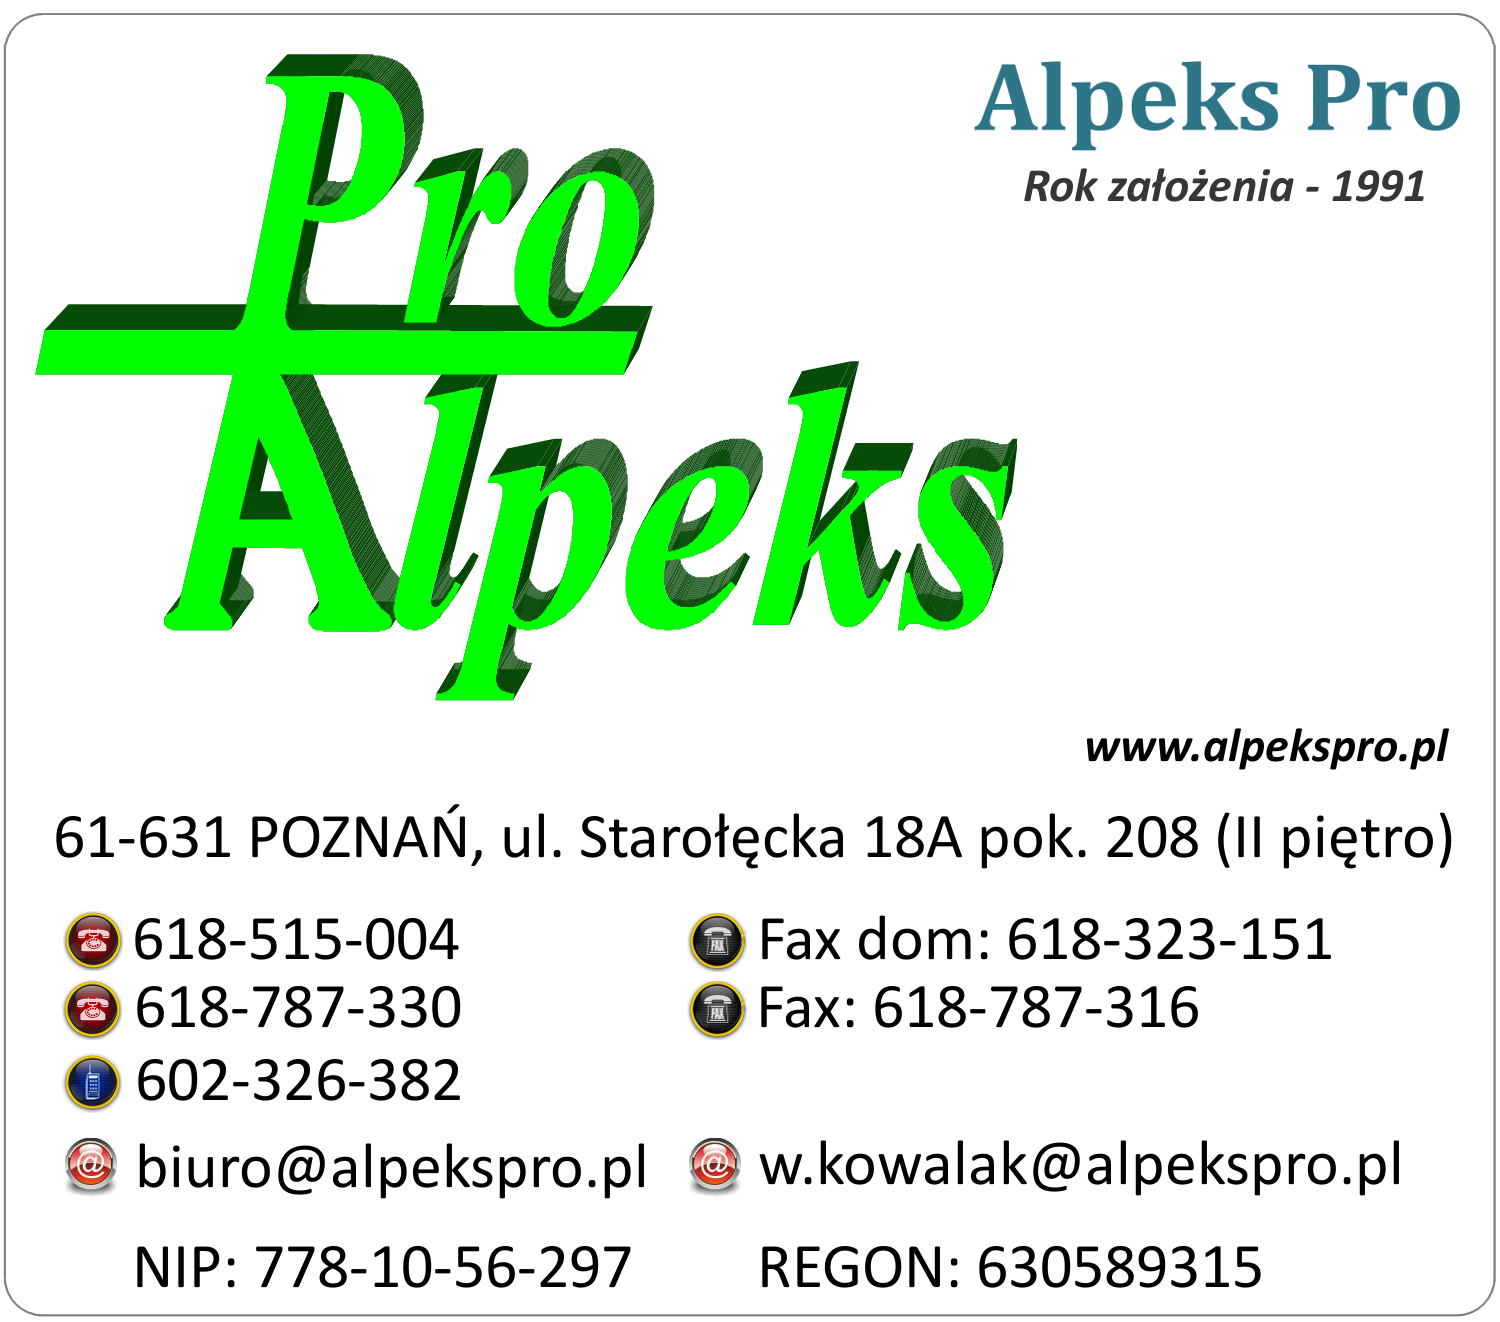 Pro
Alpeks
Alpeks Pro
Rok założenia - 1991
www.alpekspro.pl
61-631 POZNAŃ, ul. Starołęcka 18A pok. 208 (II piętro)
618-515-004
FAX Fax dom: 618-323-151
618-787-330
FAX Fax: 618-787-316
602-326-382
@ biuro@alpekspro.pl
@ w.kowalak@alpekspro.pl
NIP: 778-10-56-297
REGON: 630589315